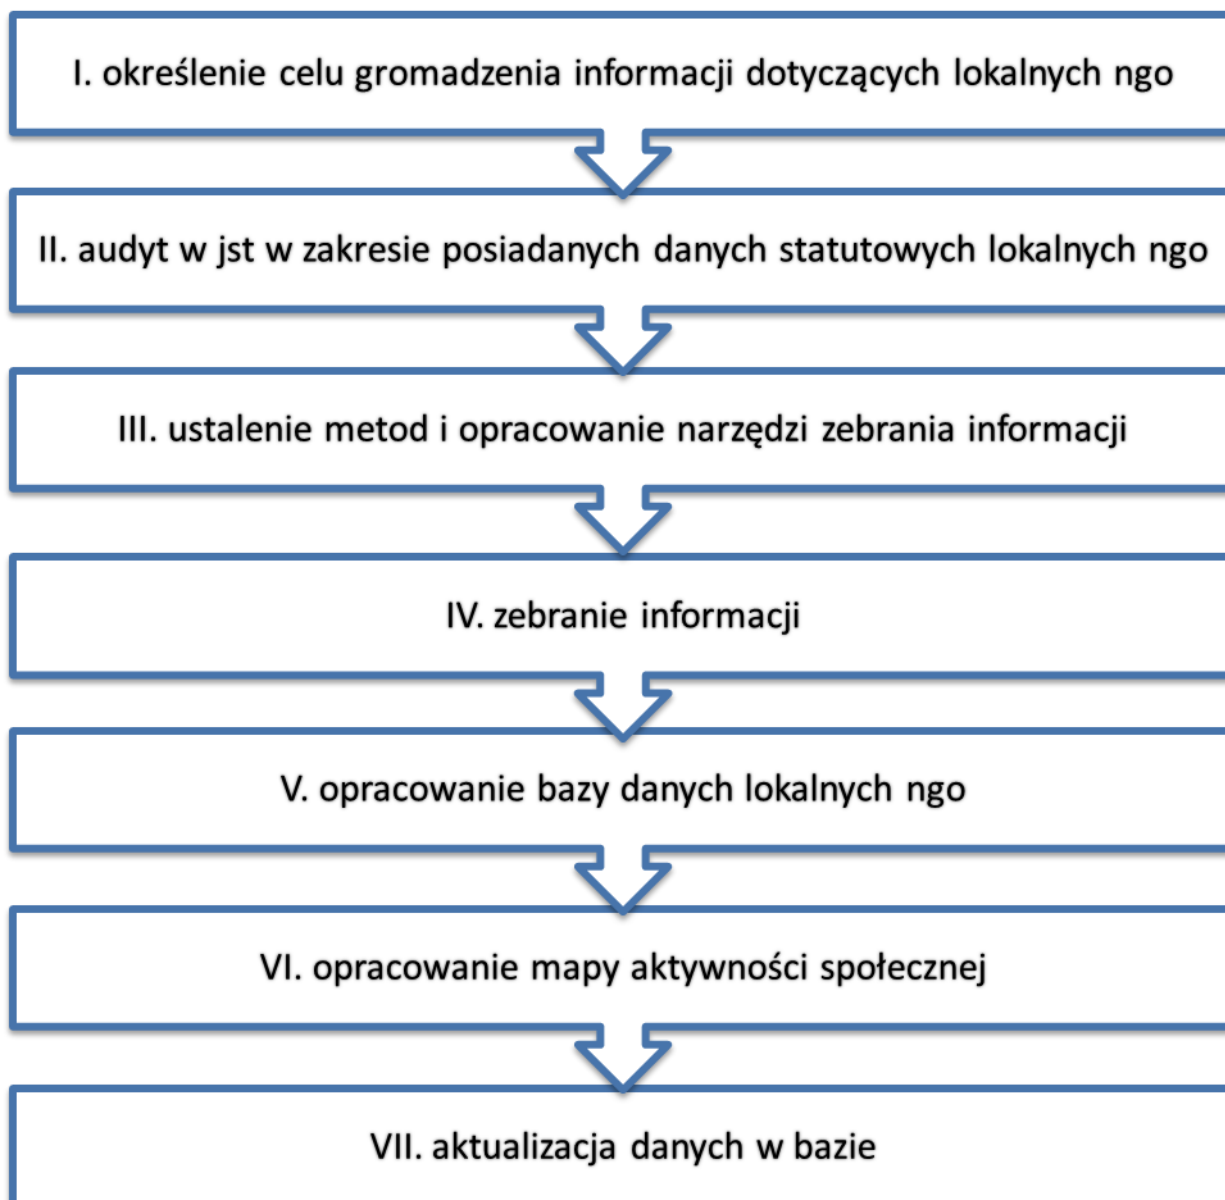 I. określenie celu gromadzenia informacji dotyczących lokalnych ngo
II. audyt w jst w zakresie posiadanych danych statutowych lokalnych ngo
III. ustalenie metod i opracowanie narzędzi zebrania informacji
IV. zebranie informacji
V. opracowanie bazy danych lokalnych ngo
VI. opracowanie mapy aktywności społecznej
VII. aktualizacja danych w bazie